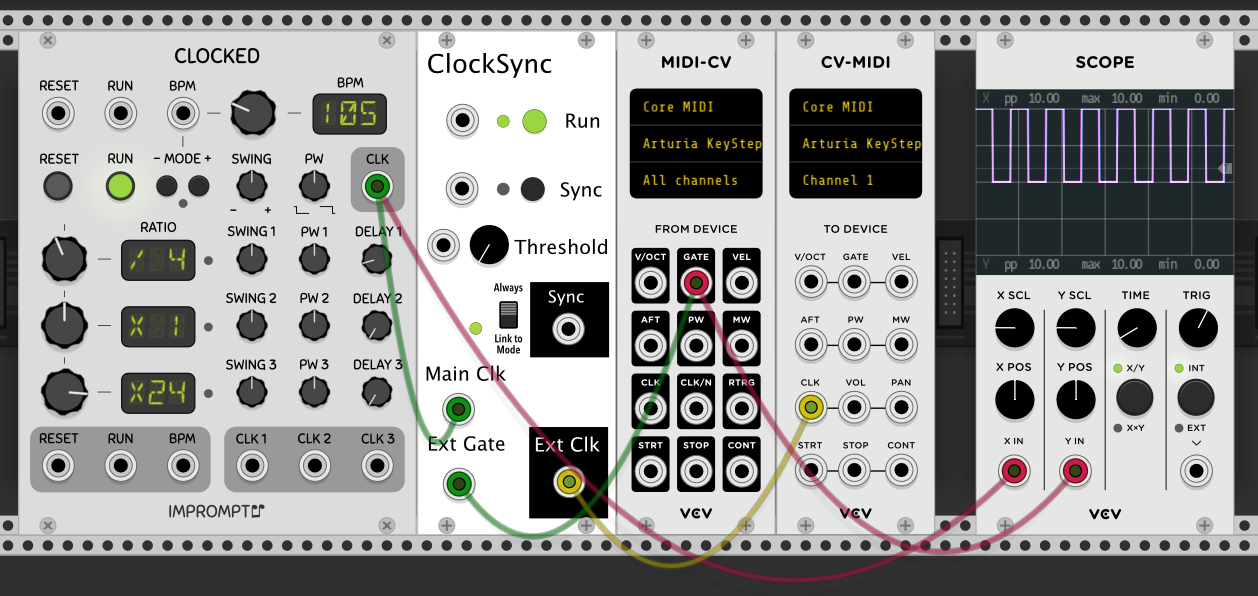 CLOCKED
RESET RUN BPM BPM
105
RESET RUN - MODE + SWING PW CLK
- +
RATIO SWING 1 PW 1 DELAY 1
/ 4
SWING 2 PW 2 DELAY 2
X 1
SWING 3 PW 3 DELAY 3
X24
RESET RUN BPM CLK 1 CLK 2 CLK 3
IMPROMPTU
ClockSync
Run
Sync
Threshold
Always
Link to
Mode
Sync
Main Clk
Ext Gate
Ext Clk
MIDI-CV
Core MIDI
Arturia KeyStep
All channels
FROM DEVICE
V/OCT GATE VEL
AFT PW MW
CLK CLK/N RTRG
STRT STOP CONT
VCV
CV-MIDI
Core MIDI
Arturia KeyStep
Channel 1
TO DEVICE
V/OCT GATE VEL
AFT PW MW
CLK VOL PAN
STRT STOP CONT
VCV
SCOPE
X pp 10.00 max 10.00 min 0.00
Y pp 10.00 max 10.00 min 0.00
X SCL Y SCL TIME TRIG
X POS Y POS X/Y INT
X×Y EXT
X IN Y IN
VCV